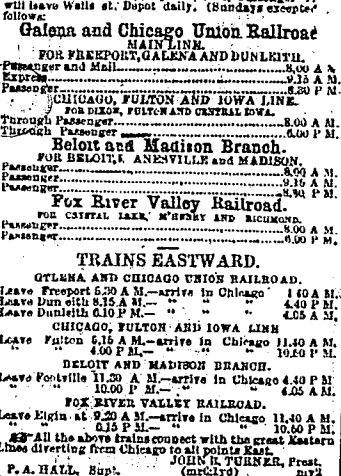 will leave Wells st. Depot daily. (Sundays excepted
follows:
Galena and Chicago Union Railroad
MAIN LINE.
FOR FREEPORT, GALENA AND DUNLEITH.
Passenger and Mail 8.00 A M.
Express 9.15 A M.
Passenger 8.30 P M.
CHICAGO, FULTON AND IOWA LINE.
FOR DIXON, FULTON AND CENTRAL IOWA.
Through Passenger 8.00 A M.
Through Passenger 6.00 P M.
Beloit and Madison Branch.
FOR BELOIT, JANESVILLE and MADISON.
Passenger 8.00 A M.
Passenger 9.15 A M.
Passenger 8.30 P M.
Fox River Valley Railroad.
FOR CRYSTAL LAKE, M'HENRY AND RICHMOND.
Passenger 8.00 A M.
Passenger 6.00 P M.
TRAINS EASTWARD.
GTLENA AND CHICAGO UNION RAILROAD.
Leave Freeport 5.30 A M.—arrive in Chicago 1 40 A M.
Leave Dun eith 8.15 A M.— " " 4.40 P M.
Leave Dunleith 6.10 P M.— " " 4.05 A M.
CHICAGO, FULTON AND IOWA LINE
Leave Fulton 5,15 A M.—arrive in Chicago 11.40 A M.
" 4.00 P M.— " " 10.50 P M.
BELOIT AND MADISON BRANCH.
Leave Footville 11.30 A M.—arrive in Chicago 4.40 P M
" 10.00 P M.— " " 4.05 A M.
FOX RIVER VALLEY RAILROAD.
Leave Elgin at 9.20 A M.—arrive in Chicago 11,40 A M.
" 6.15 P M.— " " 10.50 P M.
All the above trains connect with the great Eastern
Lines diverting from Chicago to all points East.
JOHN B. TURNER, Prest.
P. A. HALL, Supt.